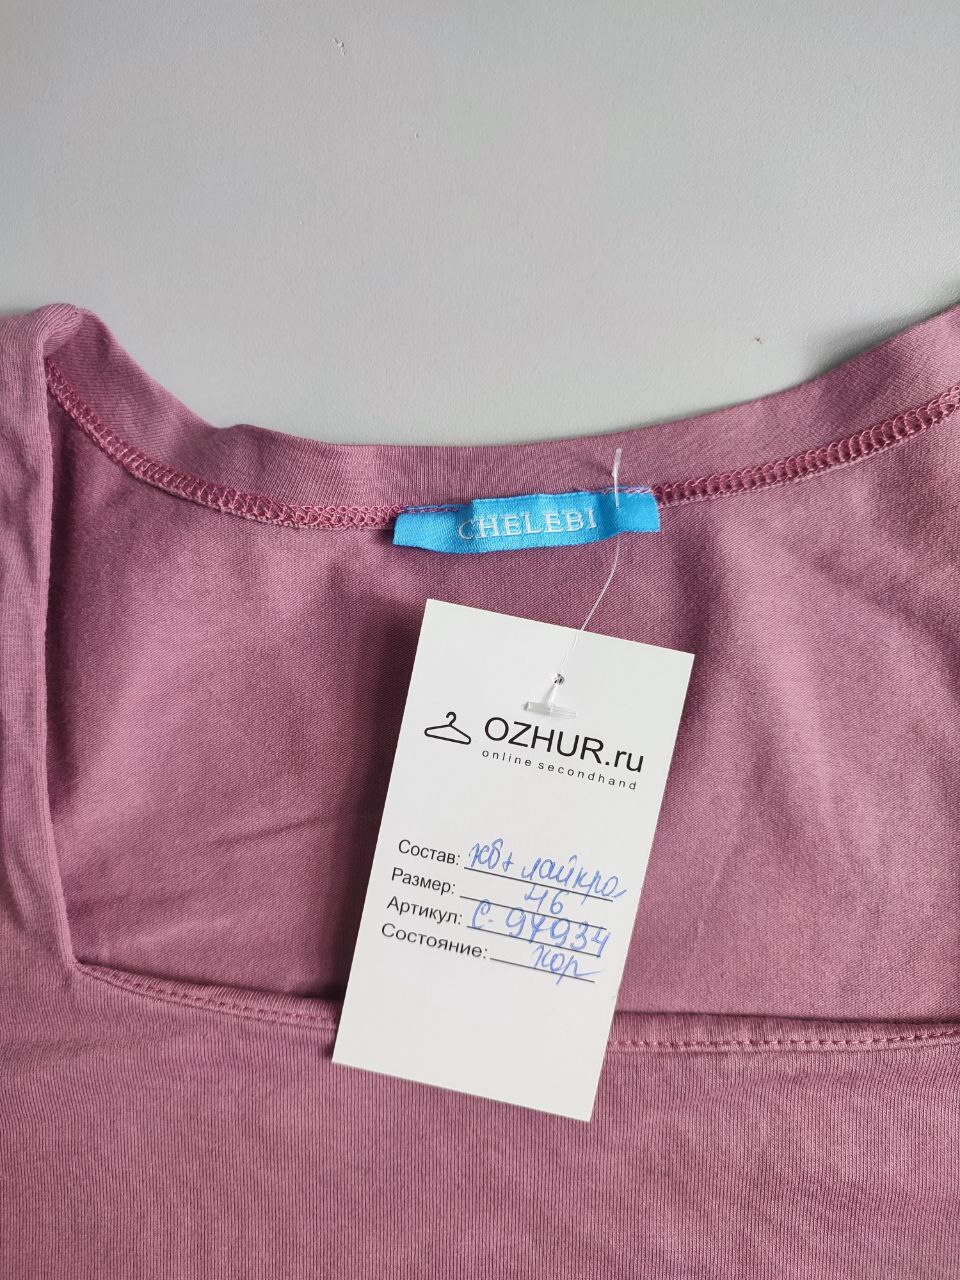 CHELEBI
OZHUR.ru
online secondhand
Состав: хб+ лайкра
Размер: 46
Артикул: С-97934
Состояние: хор